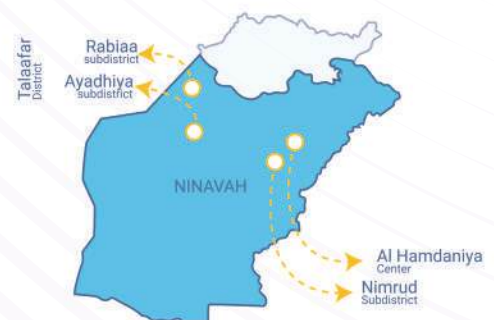 Talaafar
District
Rabiaa
subdistrict
Ayadhiya
subdistrict
NINAVAH
Al Hamdaniya
Center
Nimrud
Subdistrict